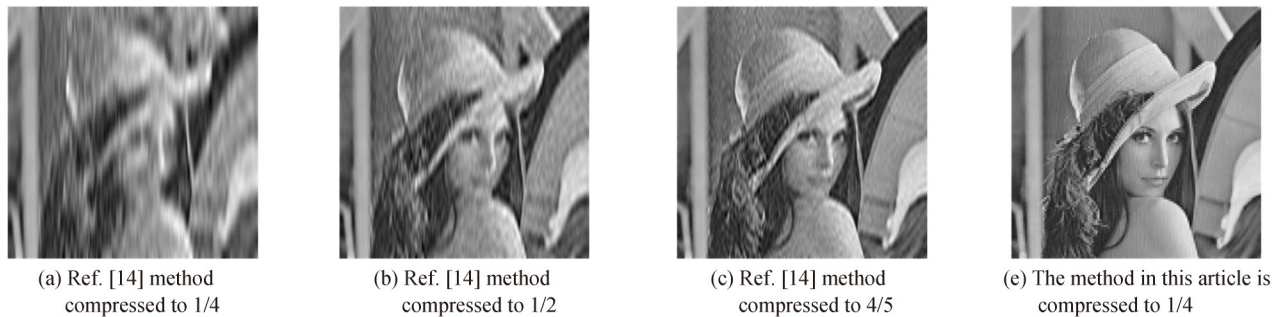 (a) Ref. [14] method
compressed to 1/4
(b) Ref. [14] method
compressed to 1/2
(c) Ref. [14] method
compressed to 4/5
(e) The method in this article is
compressed to 1/4